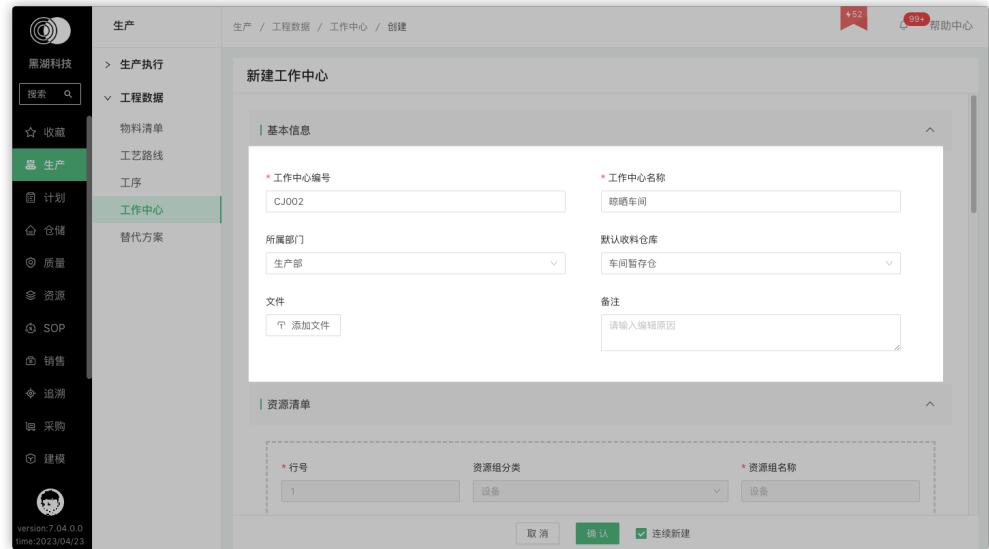 生产
生产 / 工程数据 / 工作中心 / 创建
52
99+
帮助中心
黑湖科技
搜索
收藏
生产
计划
仓储
质量
资源
SOP
销售
追溯
采购
建模
version:7.04.0.0
time:2023/04/23
生产执行
工程数据
物料清单
工艺路线
工序
工作中心
替代方案
新建工作中心
基本信息
* 工作中心编号
* 工作中心名称
CJ002
晾晒车间
所属部门
默认收料仓库
生产部
车间暂存仓
文件
备注
添加文件
请输入编辑原因
资源清单
* 行号
资源组分类
* 资源组名称
1
设备
设备
取消
确认
连续新建